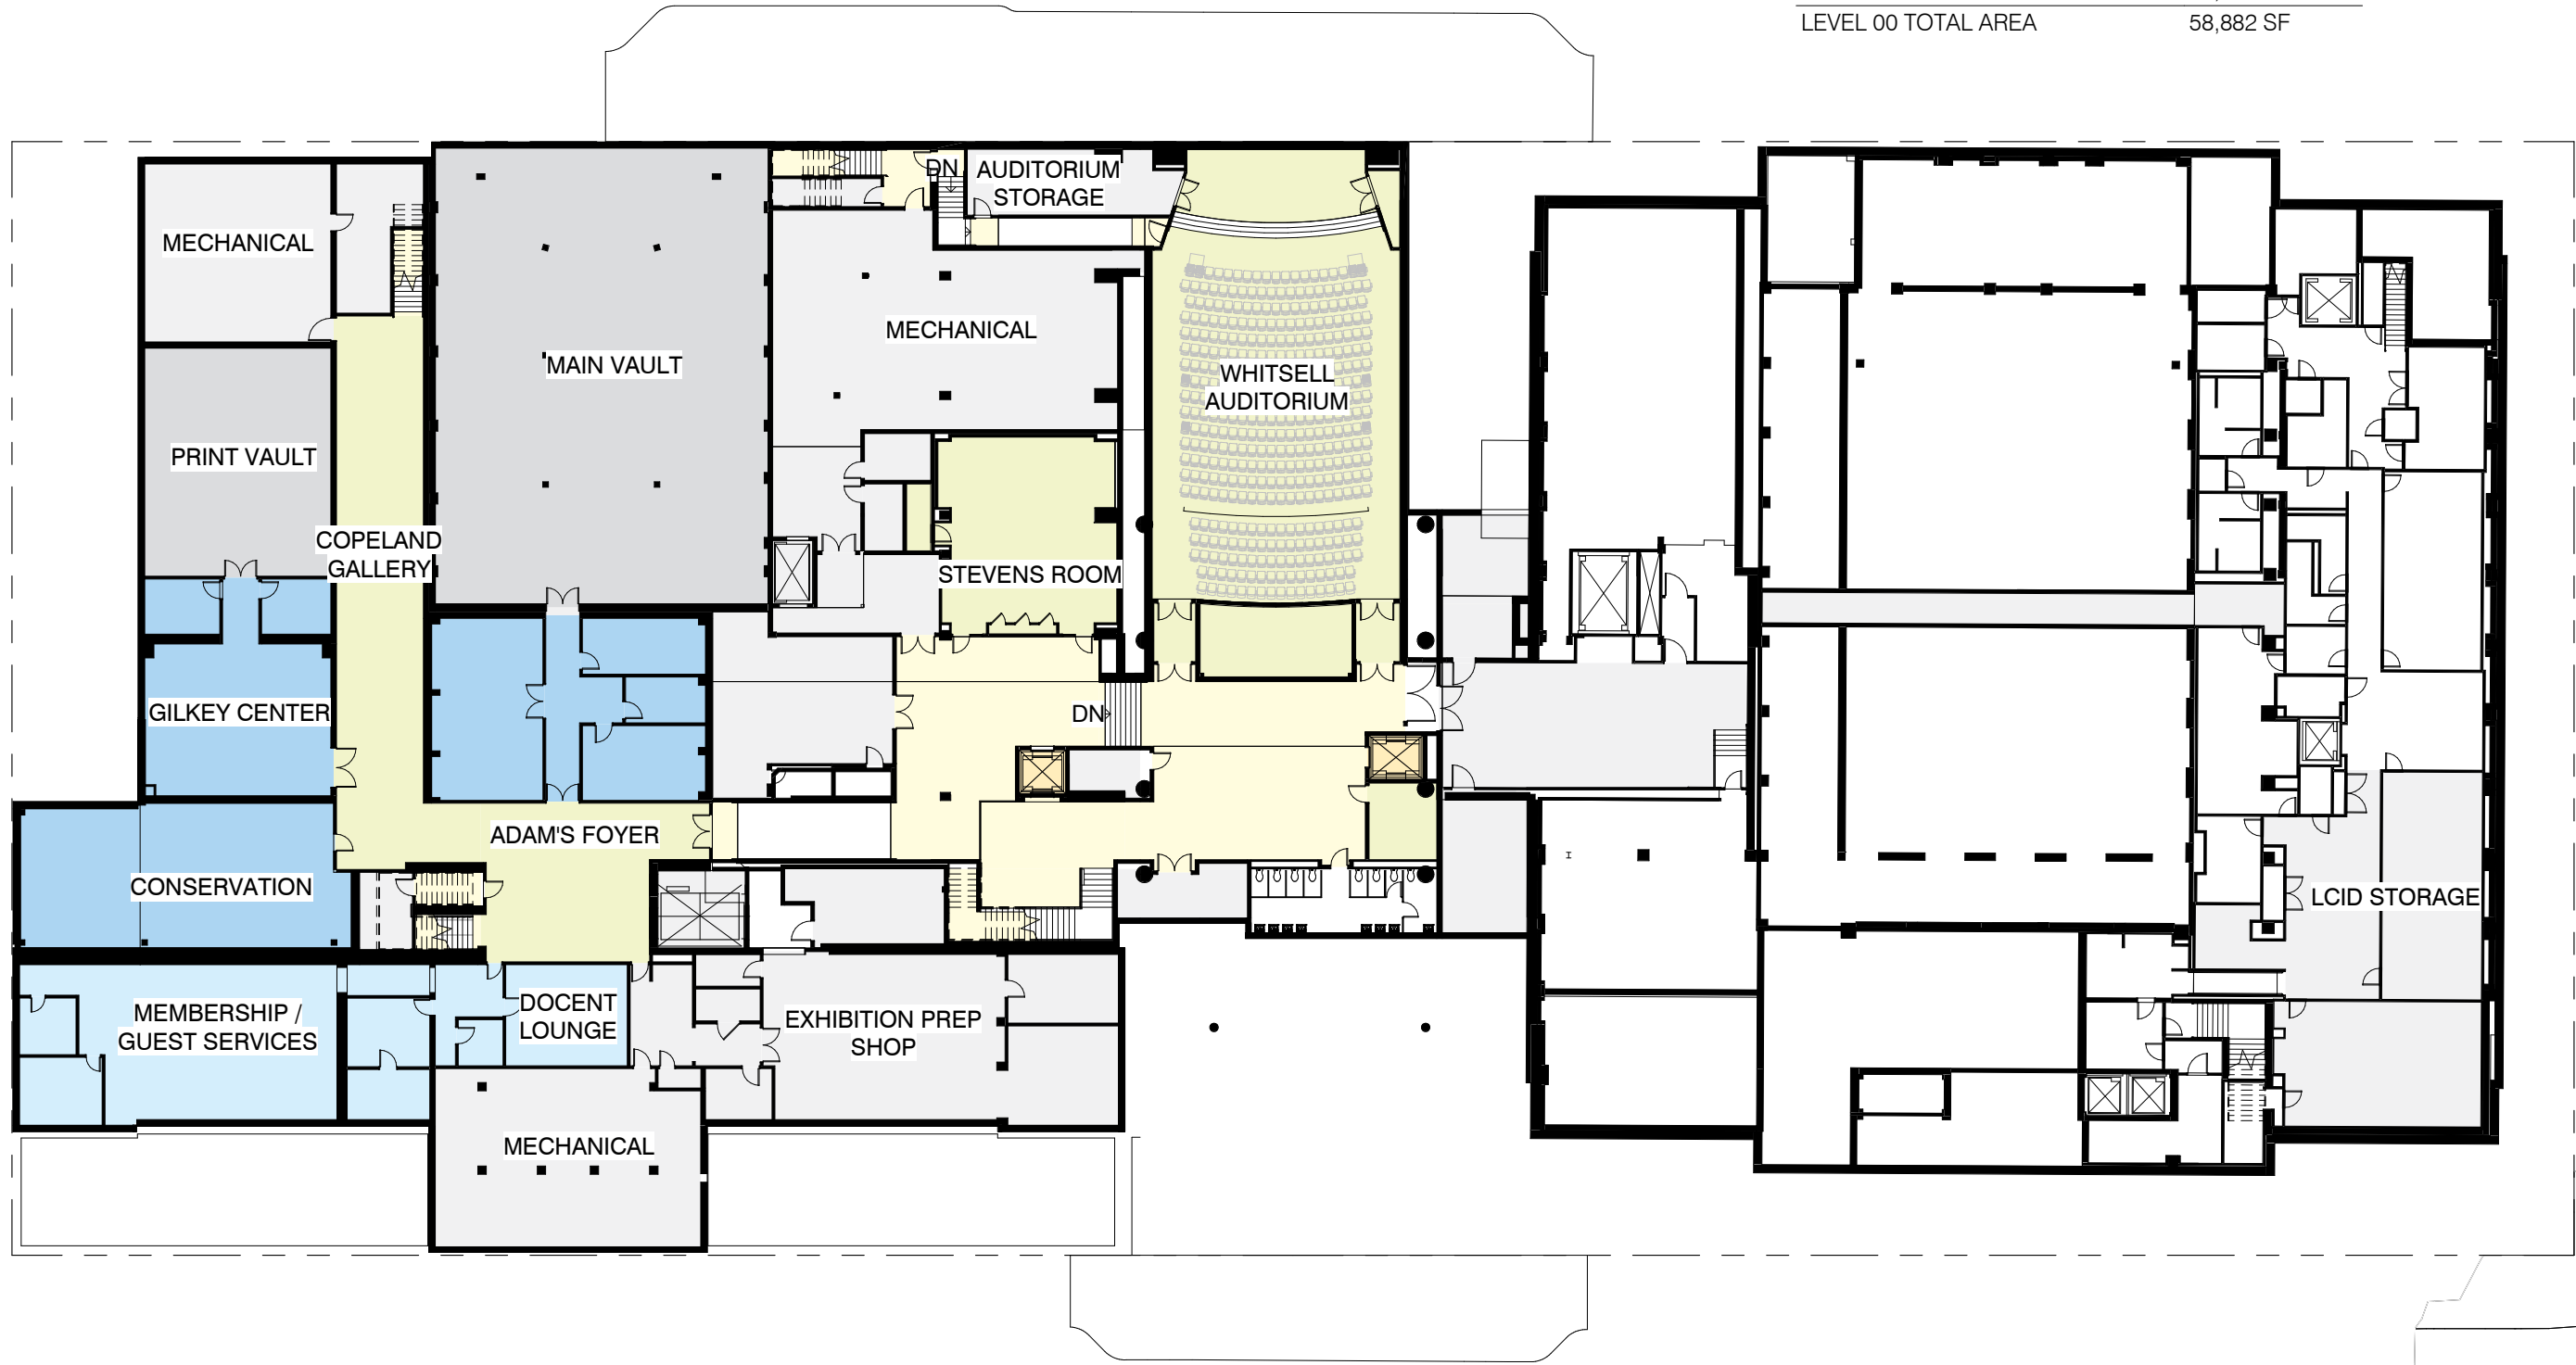 LEVEL 00 TOTAL AREA 58,882 SF
DN
AUDITORIUM
STORAGE
MECHANICAL
MECHANICAL
MAIN VAULT
WHITSELL
AUDITORIUM
PRINT VAULT
COPELAND
GALLERY
STEVENS ROOM
GILKEY CENTER
DN
ADAM'S FOYER
CONSERVATION
LCID STORAGE
MEMBERSHIP /
GUEST SERVICES
DOCENT
LOUNGE
EXHIBITION PREP
SHOP
MECHANICAL